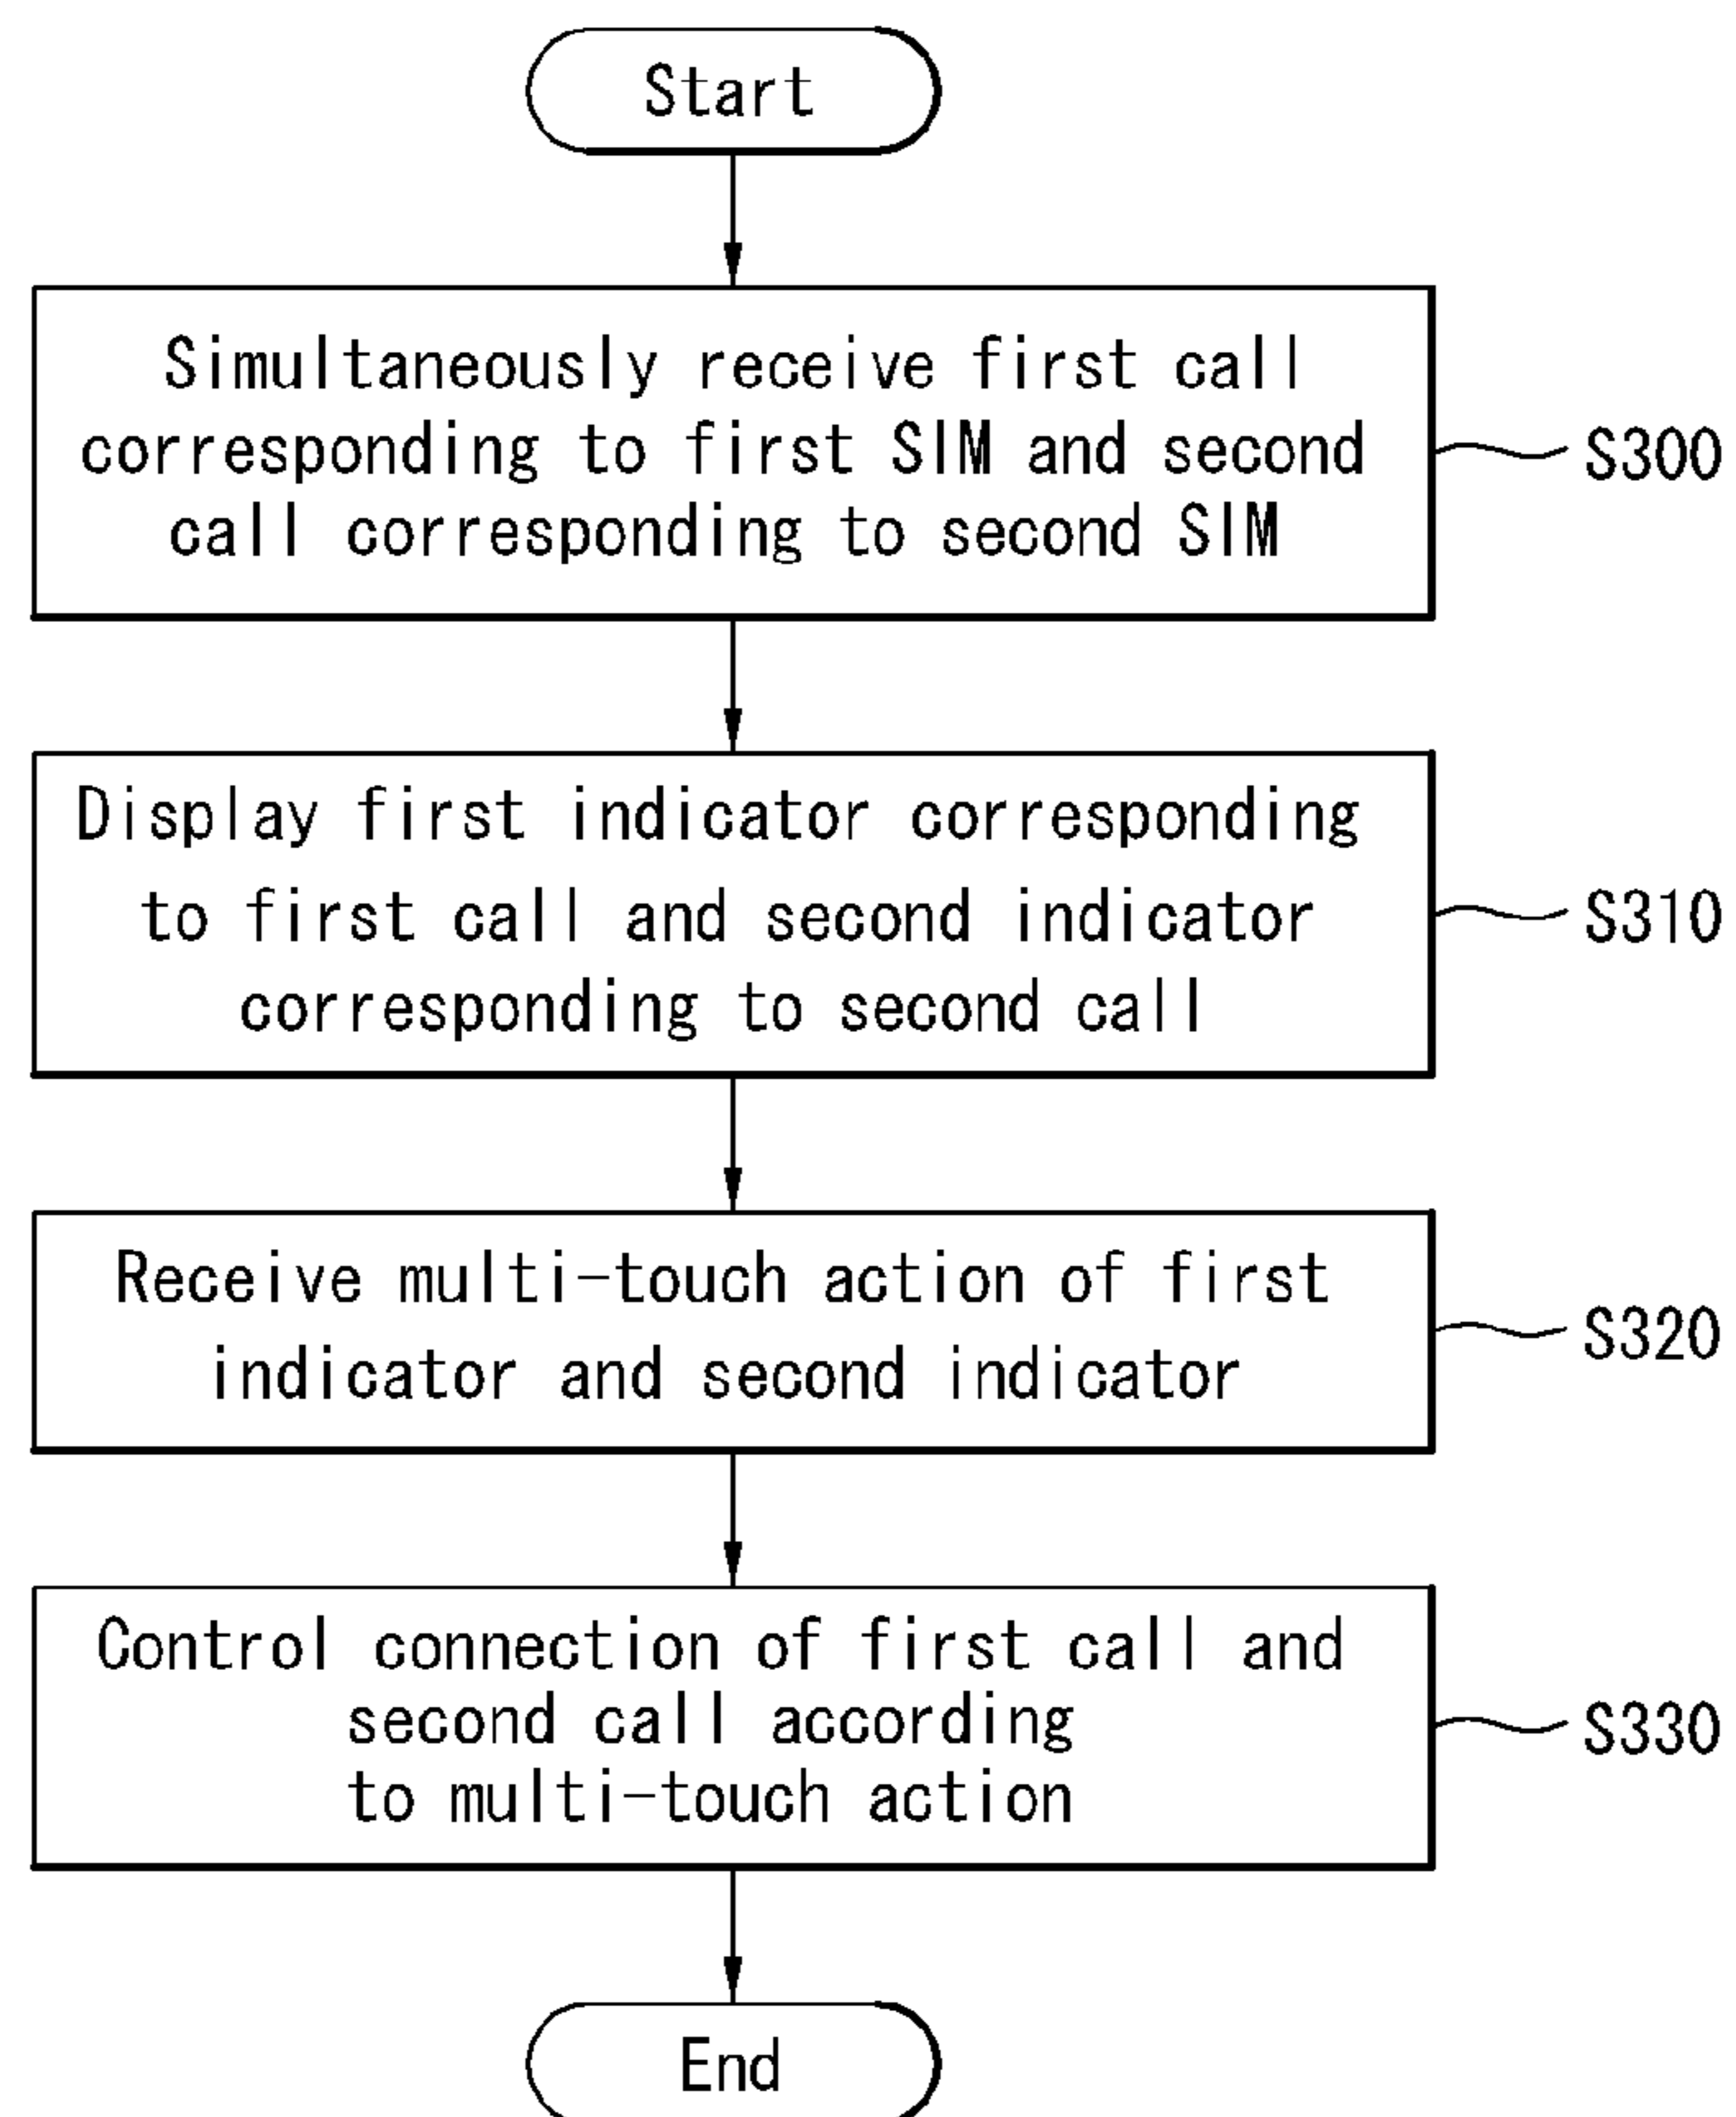 Start
Simultaneously receive first call
corresponding to first SIM and second
call corresponding to second SIM
S300
Display first indicator corresponding
to first call and second indicator
corresponding to second call
S310
Receive multi-touch action of first
indicator and second indicator
S320
Control connection of first call and
second call according
to multi-touch action
S330
End